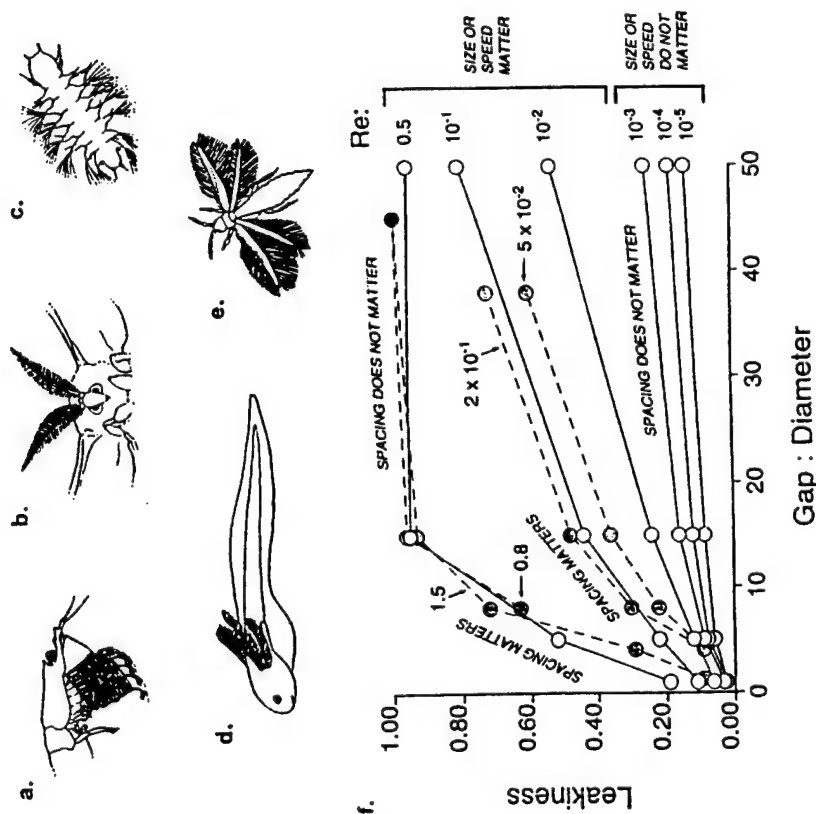 a.
b.
c.
d.
e.
f.
Leakiness
1.00
0.80
0.60
0.40
0.20
0.00
0
10
20
30
40
50
Gap : Diameter
Re:
0.5
10⁻¹
10⁻²
10⁻³
10⁻⁴
10⁻⁵
SIZE OR
SPEED
MATTER
SIZE OR
SPEED
DO NOT
MATTER
SPACING DOES NOT MATTER
1.5
0.8
SPACING MATTERS
2 x 10⁻¹
5 x 10⁻²
SPACING MATTERS
SPACING DOES NOT MATTER